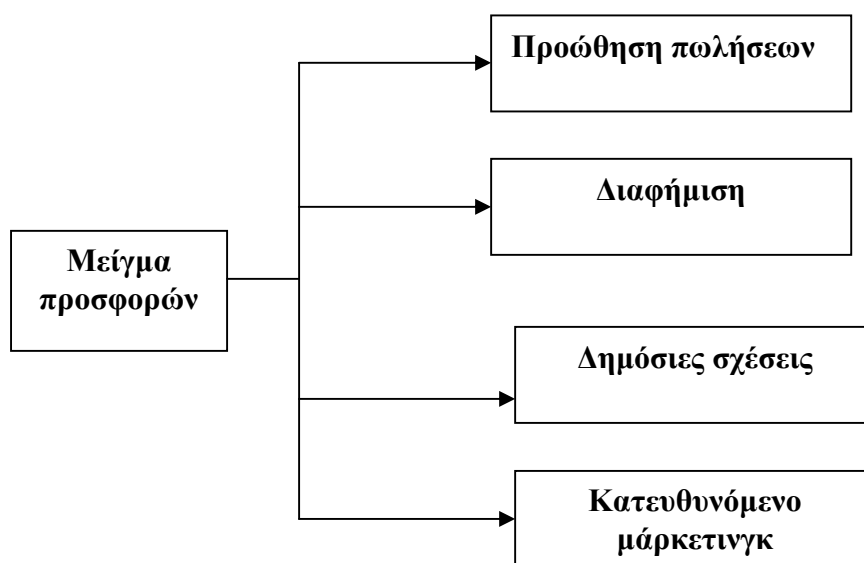 Προώθηση πωλήσεων
Διαφήμιση
Μείγμα
προσφορών
Δημόσιες σχέσεις
Κατευθυνόμενο
μάρκετινγκ